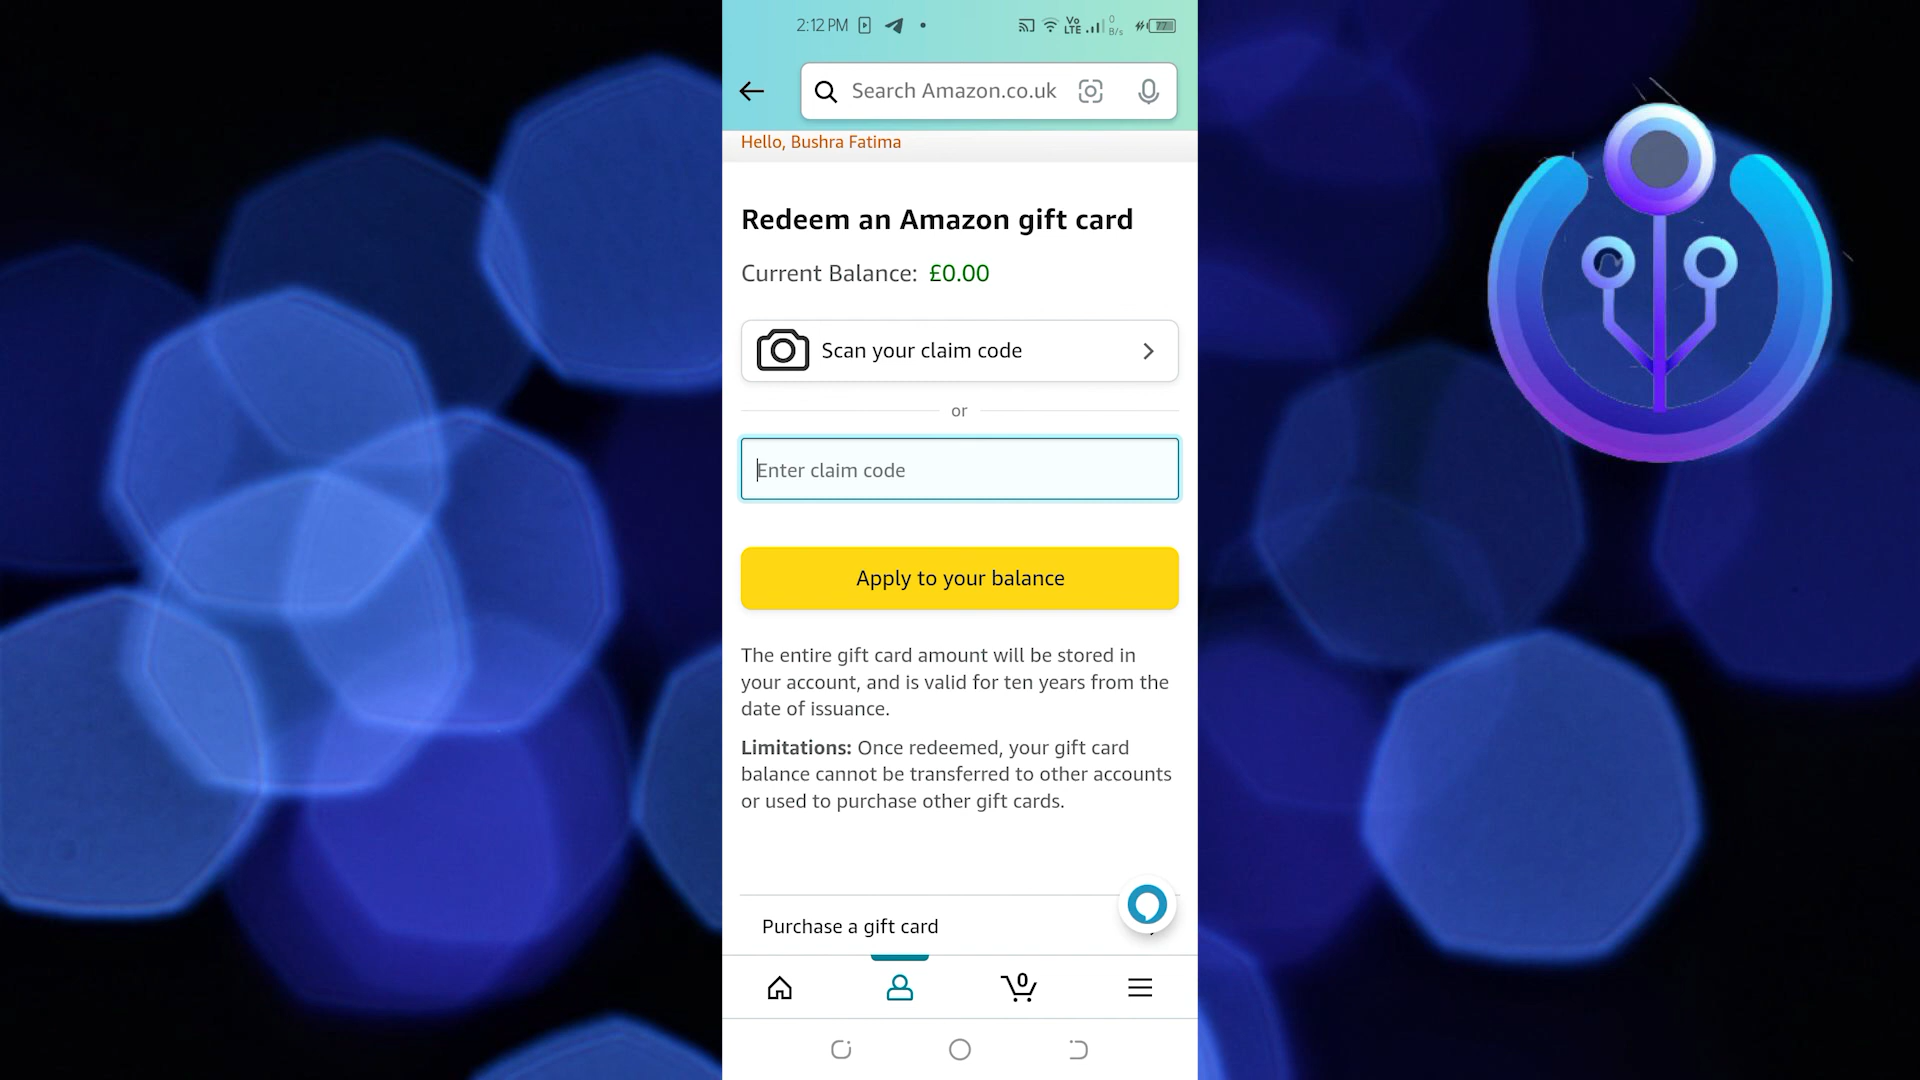 2:12 PM
Vo
LTE
0
B/s
77
Search Amazon.co.uk
Hello, Bushra Fatima
Redeem an Amazon gift card
Current Balance: £0.00
Scan your claim code
or
Enter claim code
Apply to your balance
The entire gift card amount will be stored in
your account, and is valid for ten years from the
date of issuance.
Limitations: Once redeemed, your gift card
balance cannot be transferred to other accounts
or used to purchase other gift cards.
Purchase a gift card
0